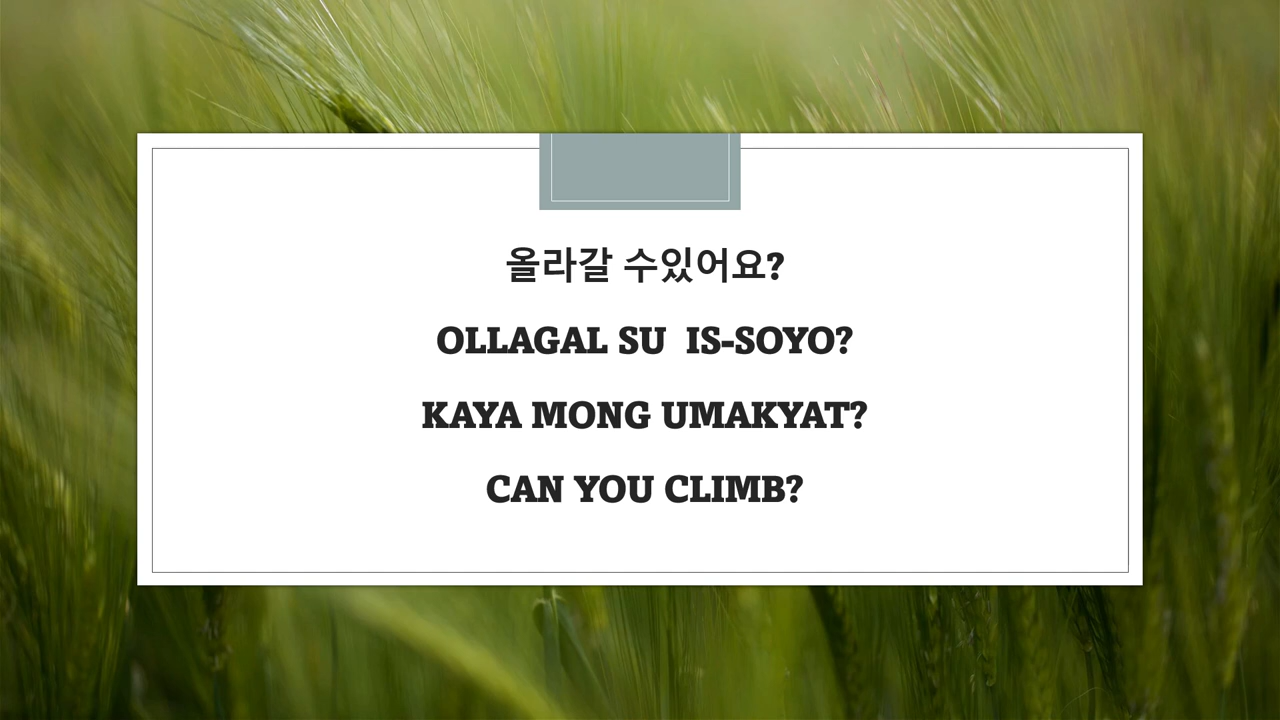 올라갈 수있어요?
OLLAGAL SU  IS-SOYO?
KAYA MONG UMAKYAT?
CAN YOU CLIMB?